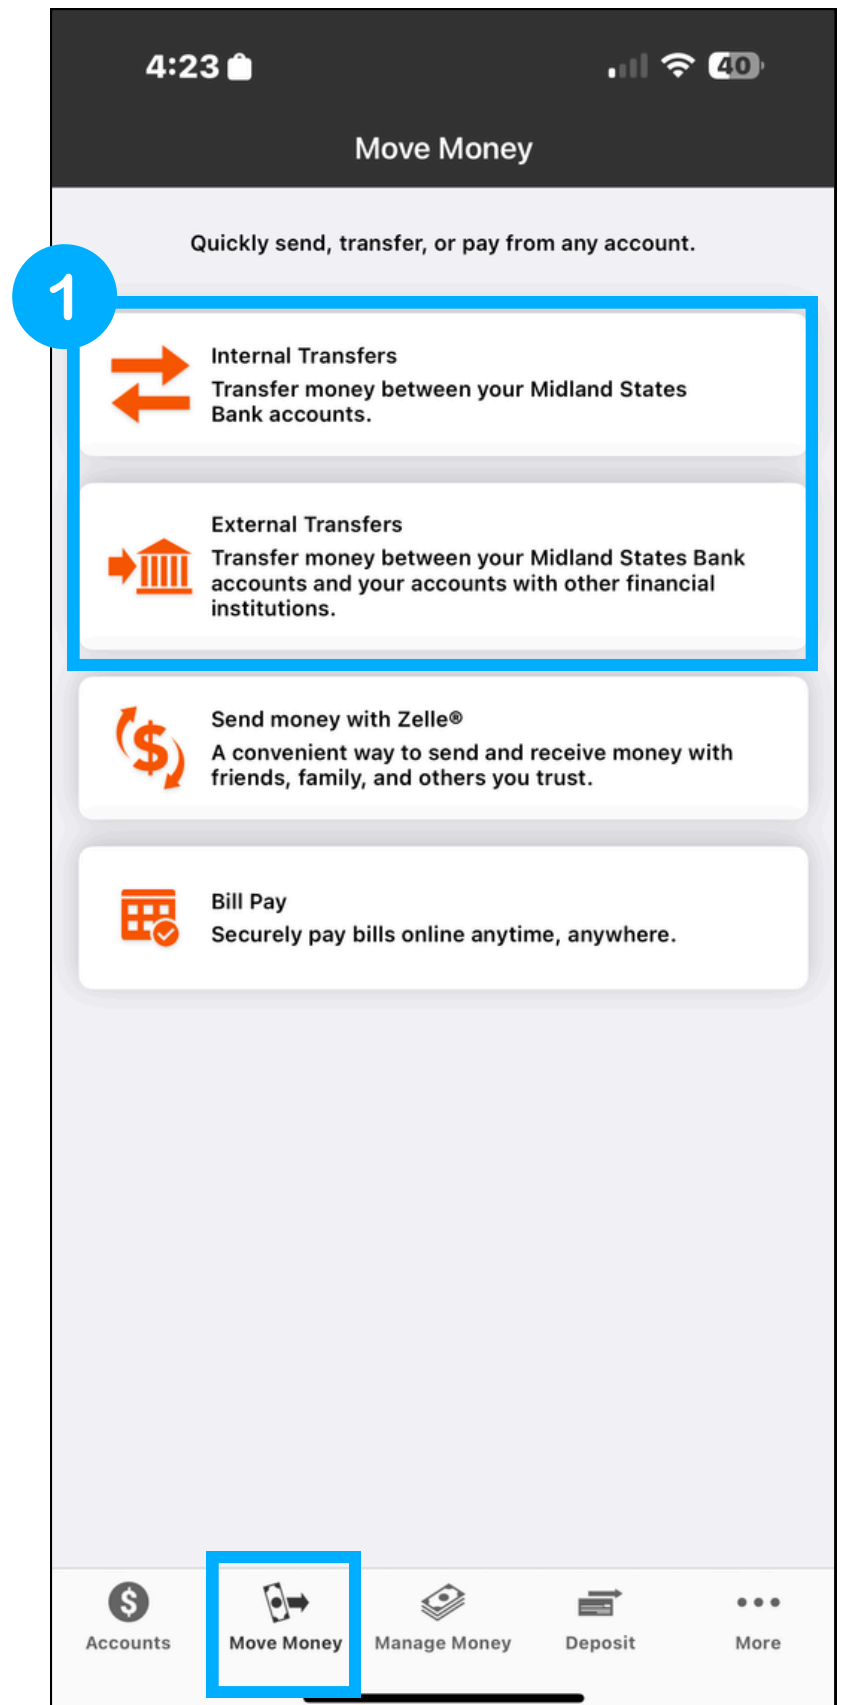 4:23
40
Move Money
Quickly send, transfer, or pay from any account.
1
Internal Transfers
Transfer money between your Midland States
Bank accounts.
External Transfers
Transfer money between your Midland States Bank
accounts and your accounts with other financial
institutions.
Send money with Zelle®
A convenient way to send and receive money with
friends, family, and others you trust.
Bill Pay
Securely pay bills online anytime, anywhere.
Accounts
Move Money
Manage Money
Deposit
More